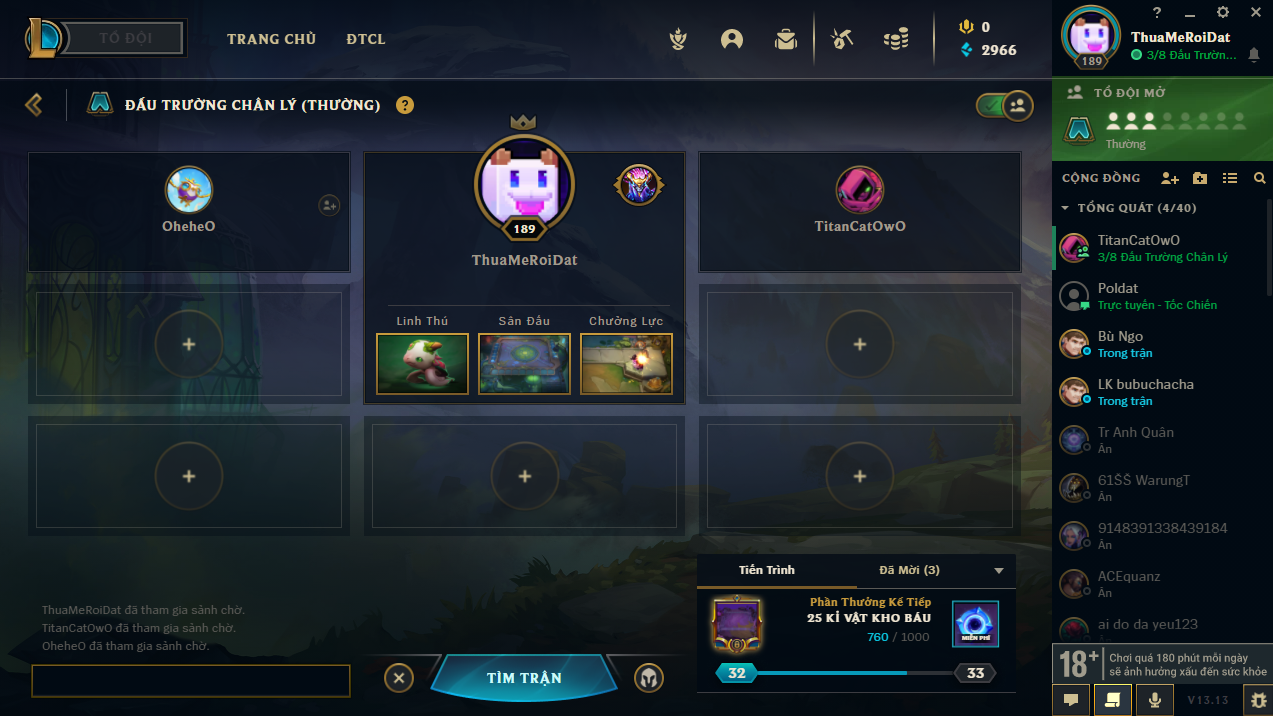 TỔ ĐỘI
TRANG CHỦ
ĐTCL
0
2966
ThuaMeRoiDat
189
3/8 Đấu Trườn...
ĐẤU TRƯỜNG CHÂN LÝ (THƯỜNG)
?
TỔ ĐỘI MỞ
Thường
OheheO
189
ThuaMeRoiDat
TitanCatOwO
Linh Thú
Sân Đấu
Chưởng Lực
CỘNG ĐỒNG
TỔNG QUÁT (4/40)
TitanCatOwO
3/8 Đấu Trường Chân Lý
Poldat
Trực tuyến - Tốc Chiến
Bù Ngo
Trong trận
LK bubuchacha
Trong trận
Tr Anh Quân
Ẩn
61ŠŠ WarungT
Ẩn
9148391338439184
Ẩn
ACEquanz
Ẩn
ai do da yeu123
Ẩn
Tiến Trình
Đã Mời (3)
Phần Thưởng Kế Tiếp
25 KỈ VẬT KHO BÁU
760 / 1000
MIỄN PHÍ
32
33
ThuaMeRoiDat đã tham gia sảnh chờ.
TitanCatOwO đã tham gia sảnh chờ.
OheheO đã tham gia sảnh chờ.
TÌM TRẬN
18+
Chơi quá 180 phút mỗi ngày
sẽ ảnh hưởng xấu đến sức khỏe
V13.13